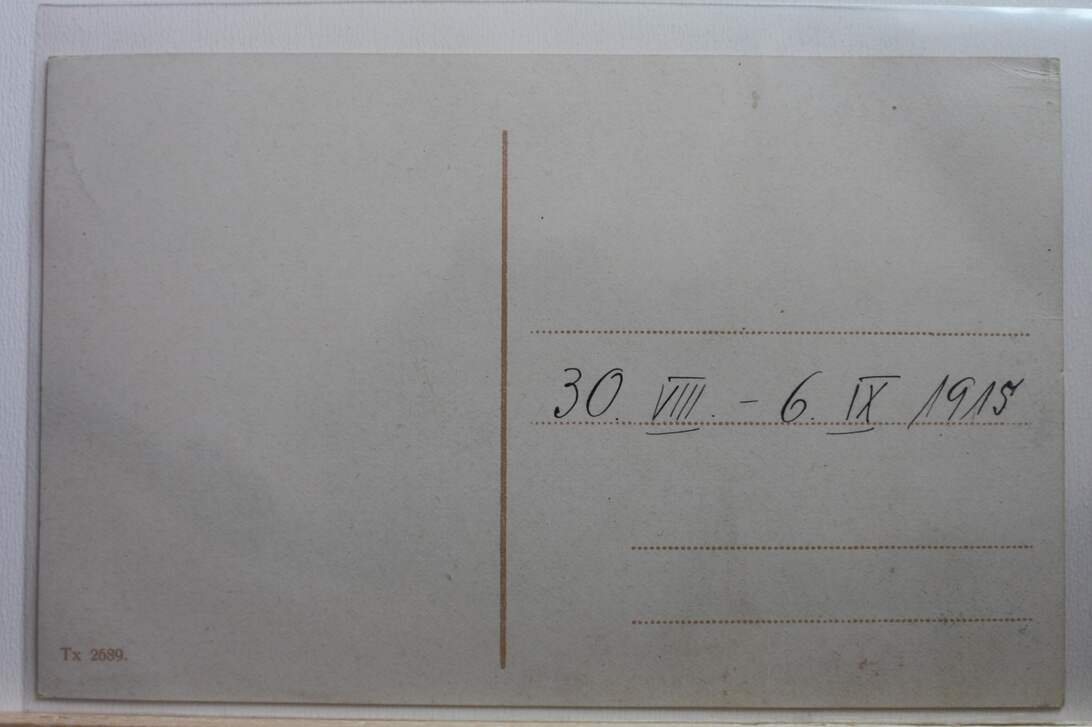 30. VIII. - 6. IX 1915
Tx 2689.